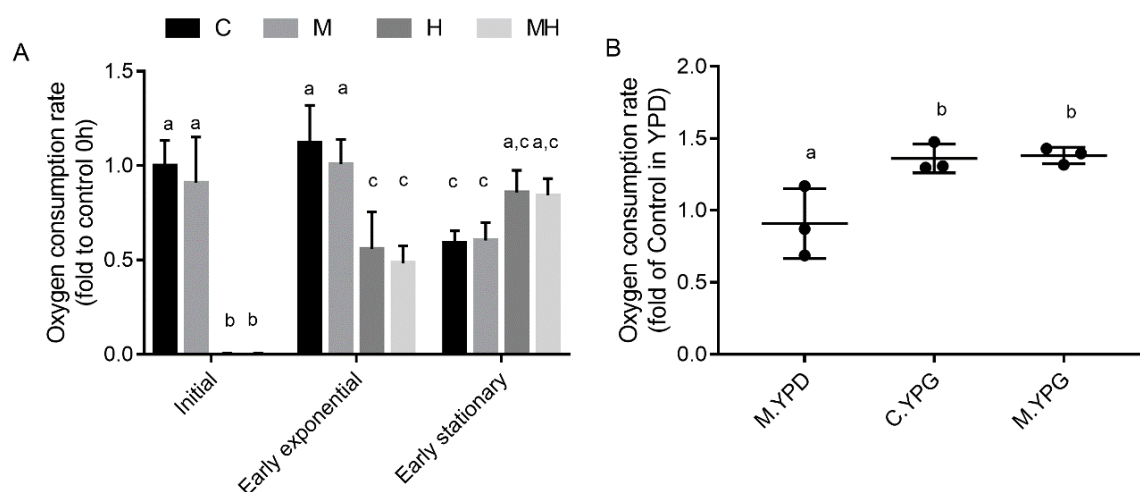 C M H MH
A
Oxygen consumption rate
(fold to control 0h)
1.5
1.0
0.5
0.0
a a b b
a a c c
c c a,c a,c
Initial
Early exponential
Early stationary
B
Oxygen consumption rate
(fold of Control in YPD)
2.0
1.5
1.0
0.5
0.0
a
b
b
M.YPD
C.YPG
M.YPG